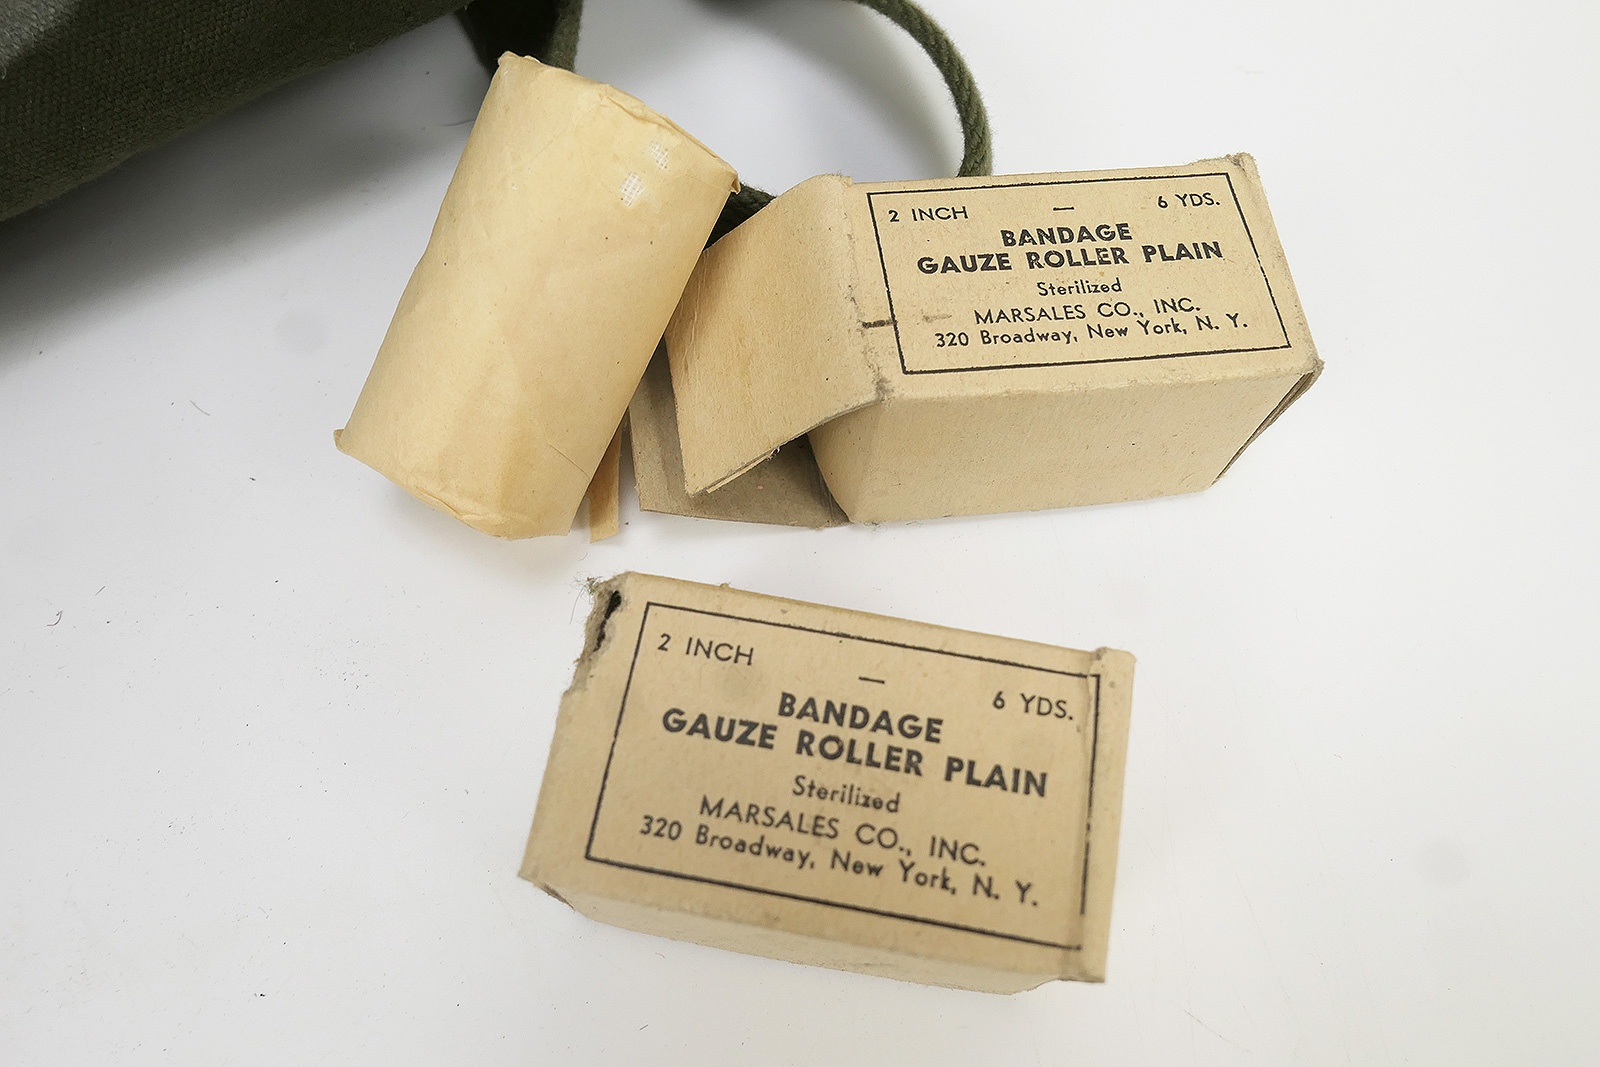 2 INCH — 6 YDS.
BANDAGE
GAUZE ROLLER PLAIN
Sterilized
MARSALES CO., INC.
320 Broadway, New York, N. Y.
2 INCH — 6 YDS.
BANDAGE
GAUZE ROLLER PLAIN
Sterilized
MARSALES CO., INC.
320 Broadway, New York, N. Y.